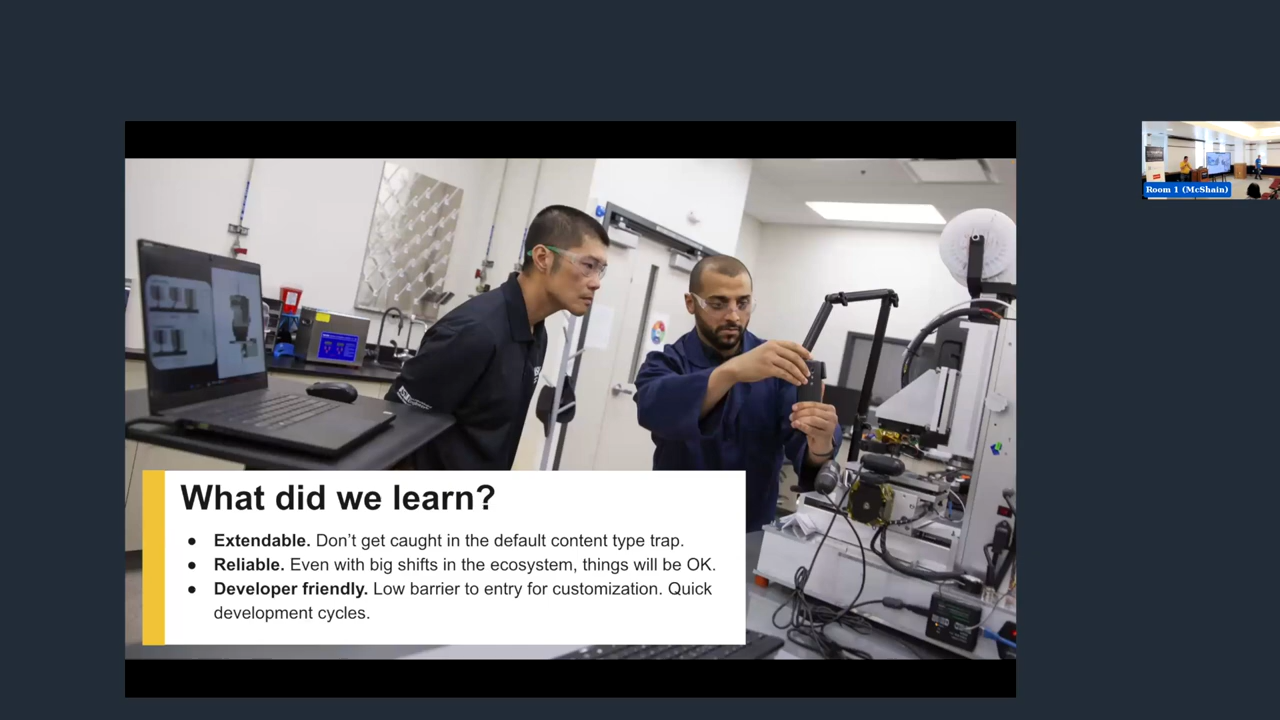 What did we learn?
● Extendable. Don’t get caught in the default content type trap.
● Reliable. Even with big shifts in the ecosystem, things will be OK.
● Developer friendly. Low barrier to entry for customization. Quick
development cycles.
Room 1 (McShain)